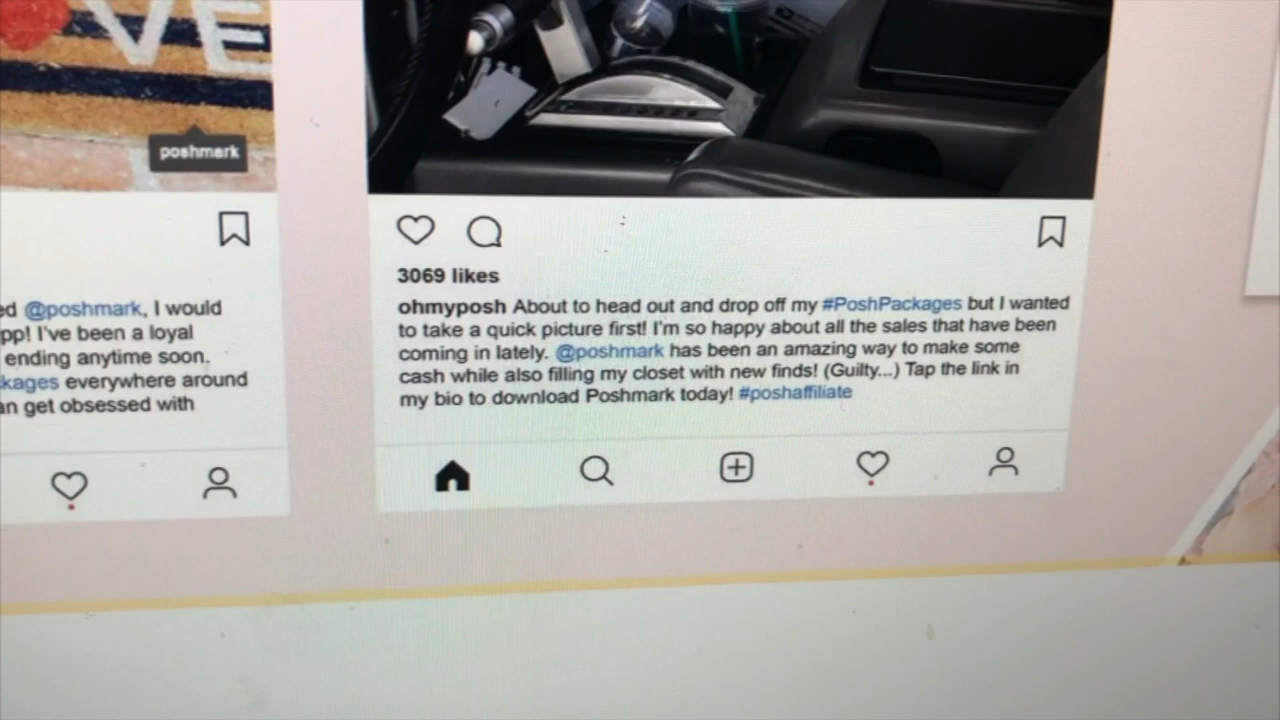 VE
poshmark
ed @poshmark, I would
pp! I've been a loyal
ending anytime soon.
kages everywhere around
an get obsessed with
3069 likes
ohmyposh About to head out and drop off my #PoshPackages but I wanted
to take a quick picture first! I'm so happy about all the sales that have been
coming in lately. @poshmark has been an amazing way to make some
cash while also filling my closet with new finds! (Guilty...) Tap the link in
my bio to download Poshmark today! #poshaffiliate